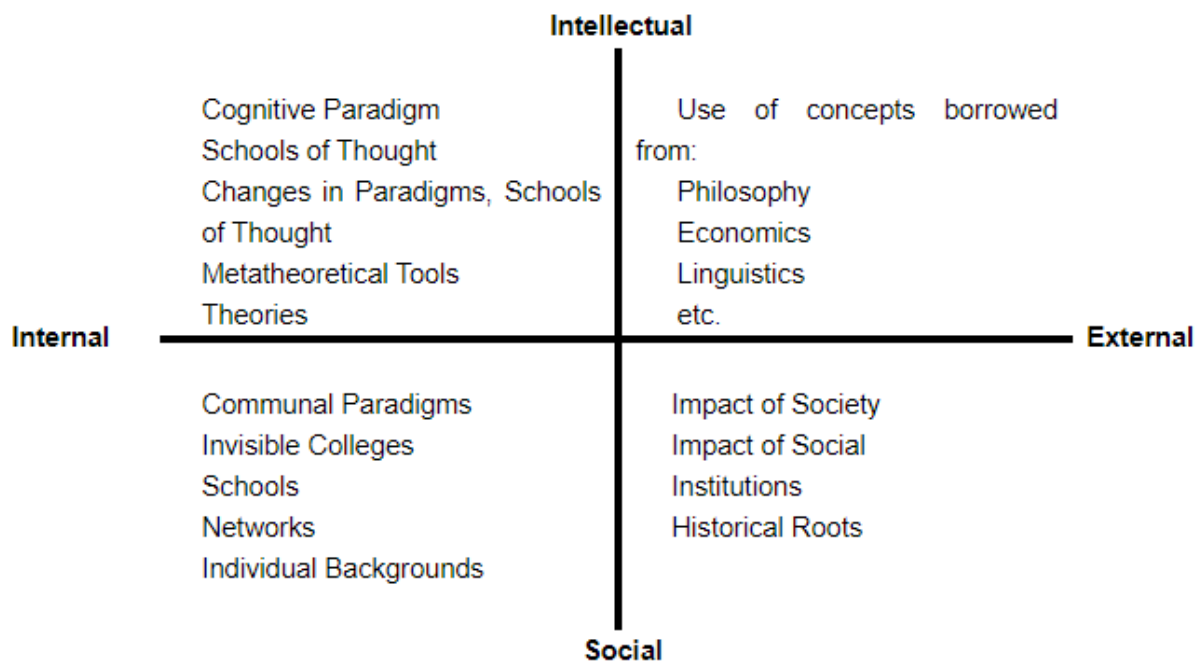 Intellectual
Cognitive Paradigm
Schools of Thought
Changes in Paradigms, Schools
of Thought
Metatheoretical Tools
Theories
Use of concepts borrowed
from:
Philosophy
Economics
Linguistics
etc.
Internal
External
Communal Paradigms
Invisible Colleges
Schools
Networks
Individual Backgrounds
Impact of Society
Impact of Social
Institutions
Historical Roots
Social